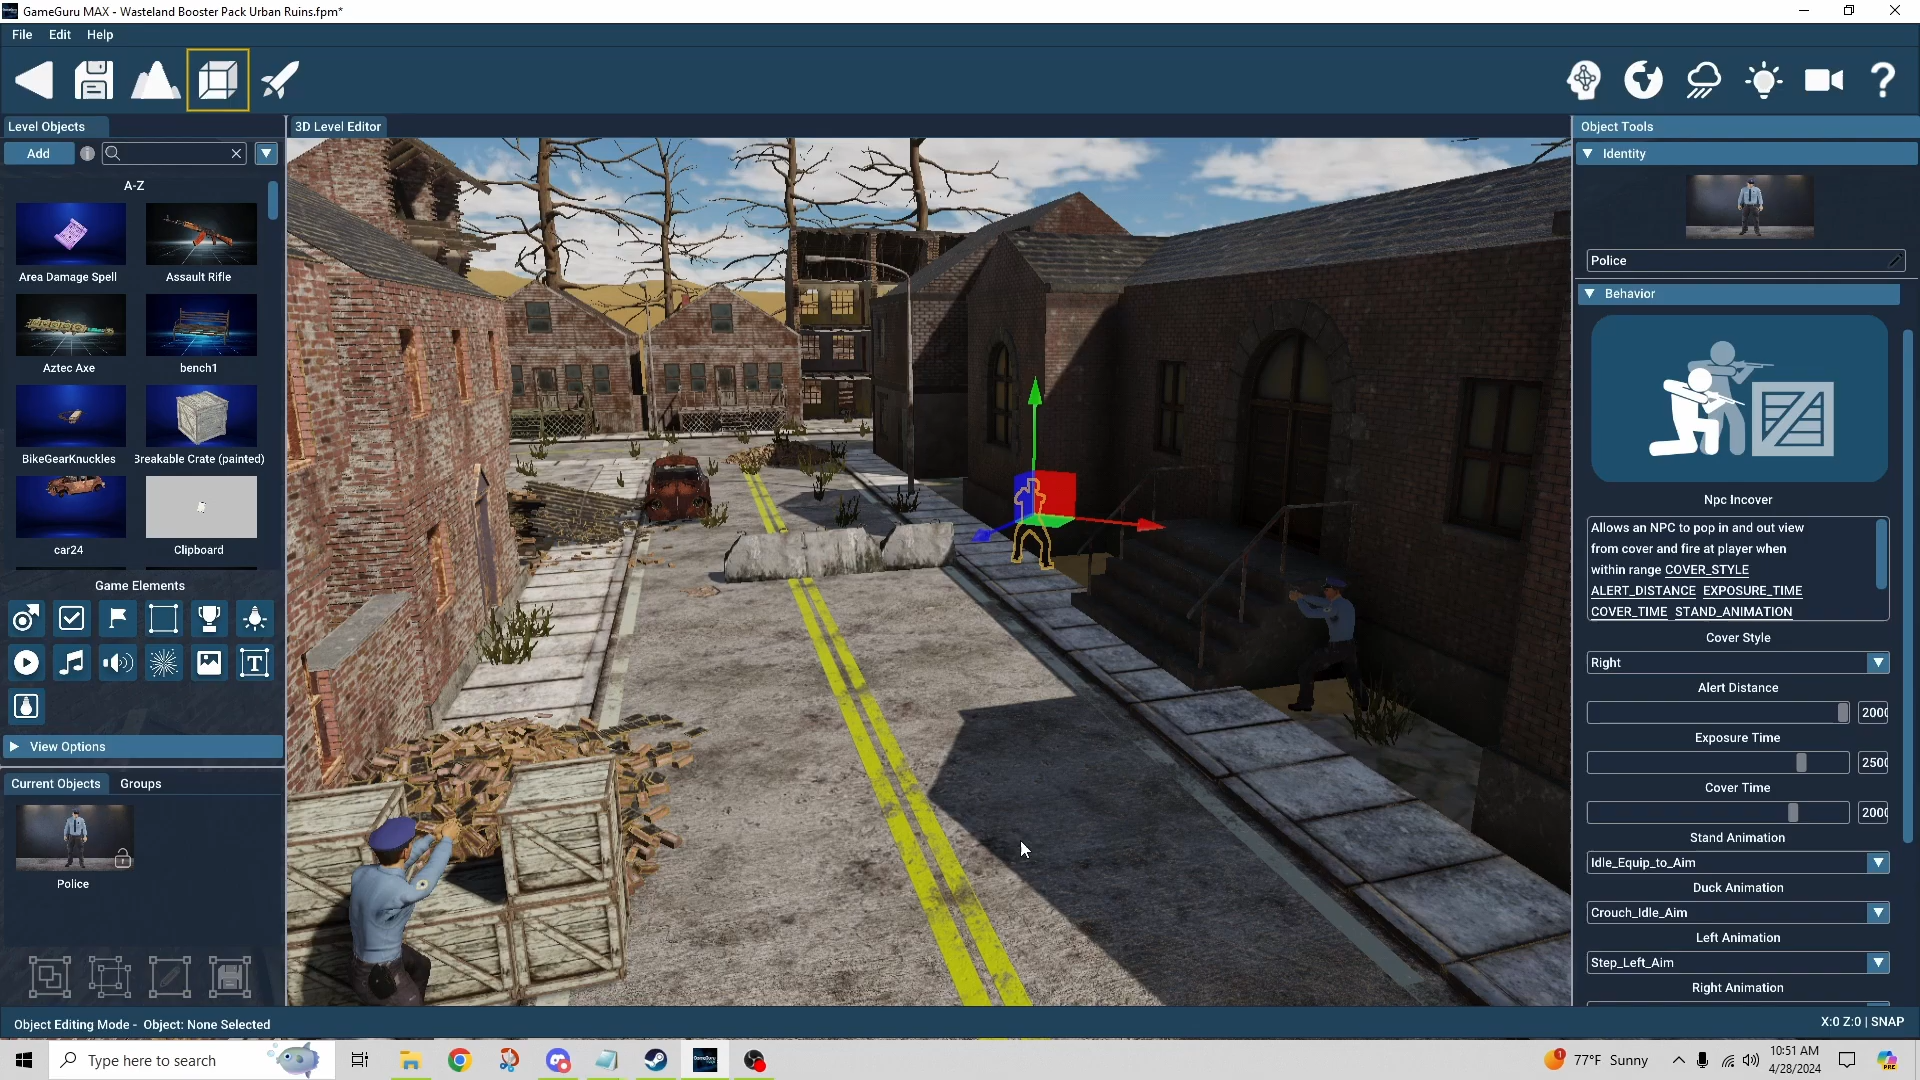 GameGuru MAX - Wasteland Booster Pack Urban Ruins.fpm*
File Edit Help
Level Objects
3D Level Editor
Object Tools
Add
A-Z
Area Damage Spell
Assault Rifle
Aztec Axe
bench1
BikeGearKnuckles
Breakable Crate (painted)
car24
Clipboard
Game Elements
View Options
Current Objects
Groups
Police
Identity
Police
Behavior
Npc Incover
Allows an NPC to pop in and out view
from cover and fire at player when
within range COVER_STYLE
ALERT_DISTANCE EXPOSURE_TIME
COVER_TIME STAND_ANIMATION
Cover Style
Right
Alert Distance
2000
Exposure Time
2500
Cover Time
2000
Stand Animation
Idle_Equip_to_Aim
Duck Animation
Crouch_Idle_Aim
Left Animation
Step_Left_Aim
Right Animation
Object Editing Mode - Object: None Selected
X:0 Z:0 | SNAP
Type here to search
1
77°F Sunny
10:51 AM
4/28/2024
PRE